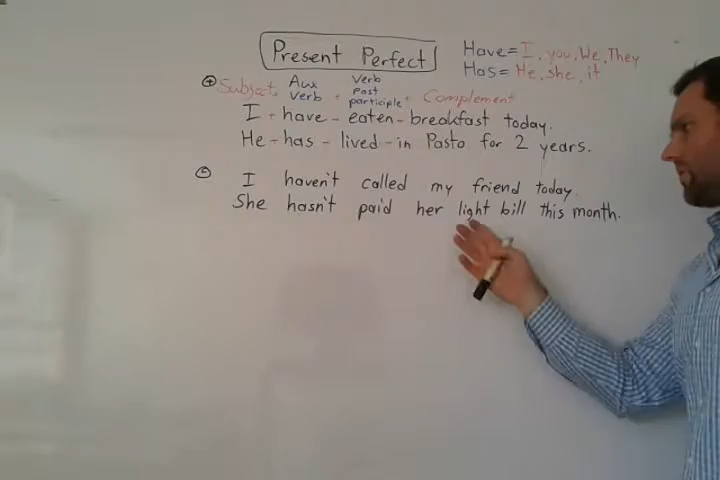 Present Perfect
Have = I, you, We, They
Has = He, she, it
+ Subject + Aux Verb + Verb Past participle + Complement
I - have - eaten - breakfast today.
He - has - lived - in Pasto for 2 years.
- I haven't called my friend today.
She hasn't paid her light bill this month.